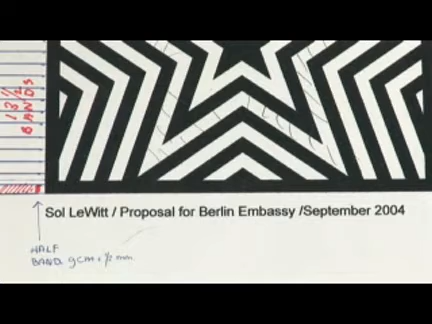 13½
BANDS
Sol LeWitt / Proposal for Berlin Embassy /September 2004
HALF
BAND